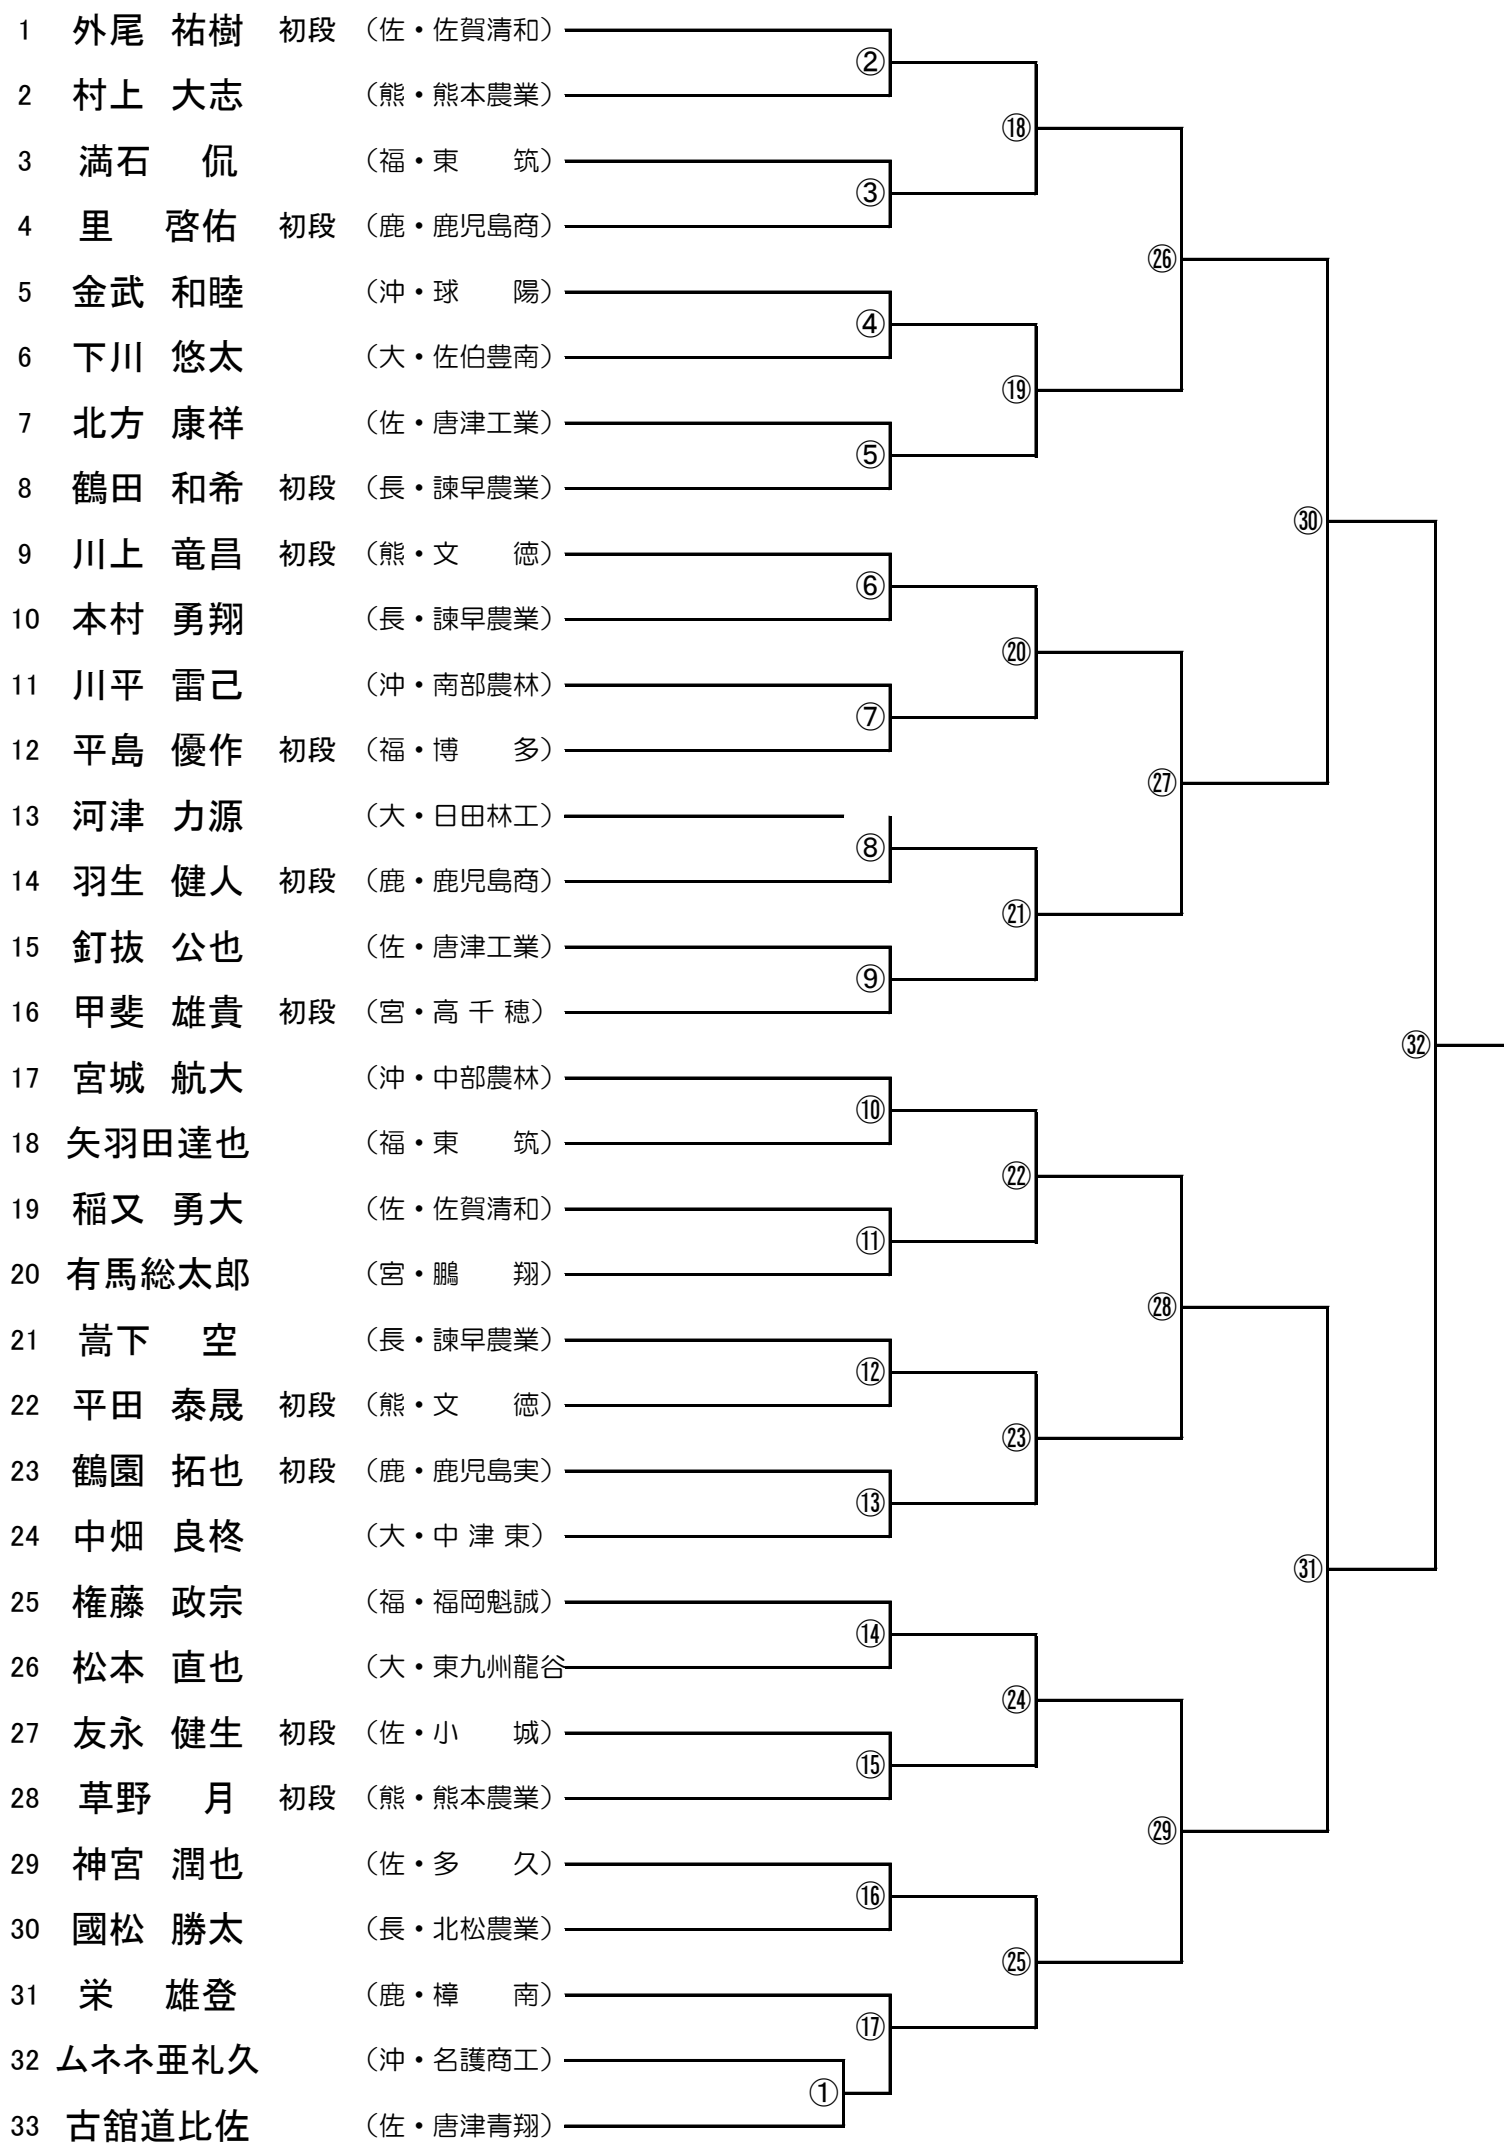 1 外尾 祐樹 初段 （佐・佐賀清和）
②
2 村上 大志 （熊・熊本農業）
⑱
3 満石 侃 （福・東 筑）
③
4 里 啓佑 初段 （鹿・鹿児島商）
㉖
5 金武 和睦 （沖・球 陽）
④
6 下川 悠太 （大・佐伯豊南）
⑲
7 北方 康祥 （佐・唐津工業）
⑤
8 鶴田 和希 初段 （長・諫早農業）
㉚
9 川上 竜昌 初段 （熊・文 徳）
⑥
10 本村 勇翔 （長・諫早農業）
⑳
11 川平 雷己 （沖・南部農林）
⑦
12 平島 優作 初段 （福・博 多）
㉗
13 河津 力源 （大・日田林工）
⑧
14 羽生 健人 初段 （鹿・鹿児島商）
㉑
15 釘抜 公也 （佐・唐津工業）
⑨
16 甲斐 雄貴 初段 （宮・高 千 穂）
㉜
17 宮城 航大 （沖・中部農林）
⑩
18 矢羽田達也 （福・東 筑）
㉒
19 稲又 勇大 （佐・佐賀清和）
⑪
20 有馬総太郎 （宮・鵬 翔）
㉘
21 嵩下 空 （長・諫早農業）
⑫
22 平田 泰晟 初段 （熊・文 徳）
㉓
23 鶴園 拓也 初段 （鹿・鹿児島実）
⑬
24 中畑 良柊 （大・中 津 東）
㉛
25 権藤 政宗 （福・福岡魁誠）
⑭
26 松本 直也 （大・東九州龍谷
㉔
27 友永 健生 初段 （佐・小 城）
⑮
28 草野 月 初段 （熊・熊本農業）
㉙
29 神宮 潤也 （佐・多 久）
⑯
30 國松 勝太 （長・北松農業）
㉕
31 栄 雄登 （鹿・樟 南）
⑰
32 ムネネ亜礼久 （沖・名護商工）
①
33 古舘道比佐 （佐・唐津青翔）